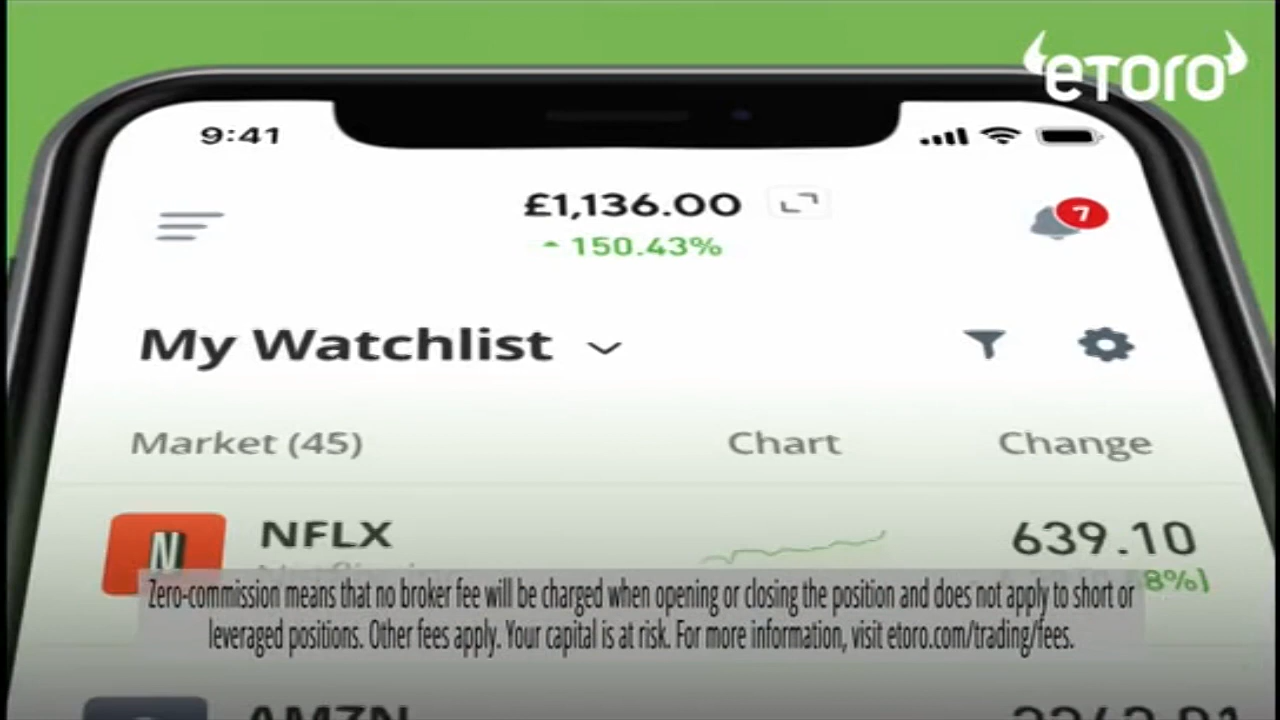 eToro
9:41
£1,136.00
7
150.43%
My Watchlist
Market (45) Chart Change
N NFLX 639.10
8%)
Zero-commission means that no broker fee will be charged when opening or closing the position and does not apply to short or
leveraged positions. Other fees apply. Your capital is at risk. For more information, visit etoro.com/trading/fees.
AMZN